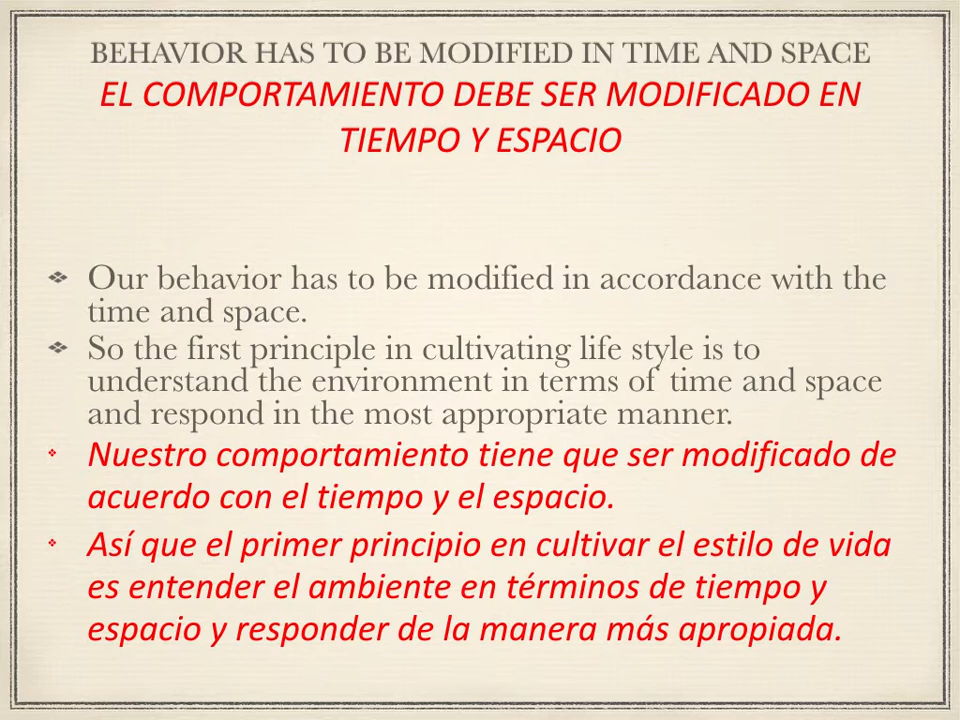 BEHAVIOR HAS TO BE MODIFIED IN TIME AND SPACE
EL COMPORTAMIENTO DEBE SER MODIFICADO EN
TIEMPO Y ESPACIO
Our behavior has to be modified in accordance with the
time and space.
So the first principle in cultivating life style is to
understand the environment in terms of time and space
and respond in the most appropriate manner.
Nuestro comportamiento tiene que ser modificado de
acuerdo con el tiempo y el espacio.
Así que el primer principio en cultivar el estilo de vida
es entender el ambiente en términos de tiempo y
espacio y responder de la manera más apropiada.